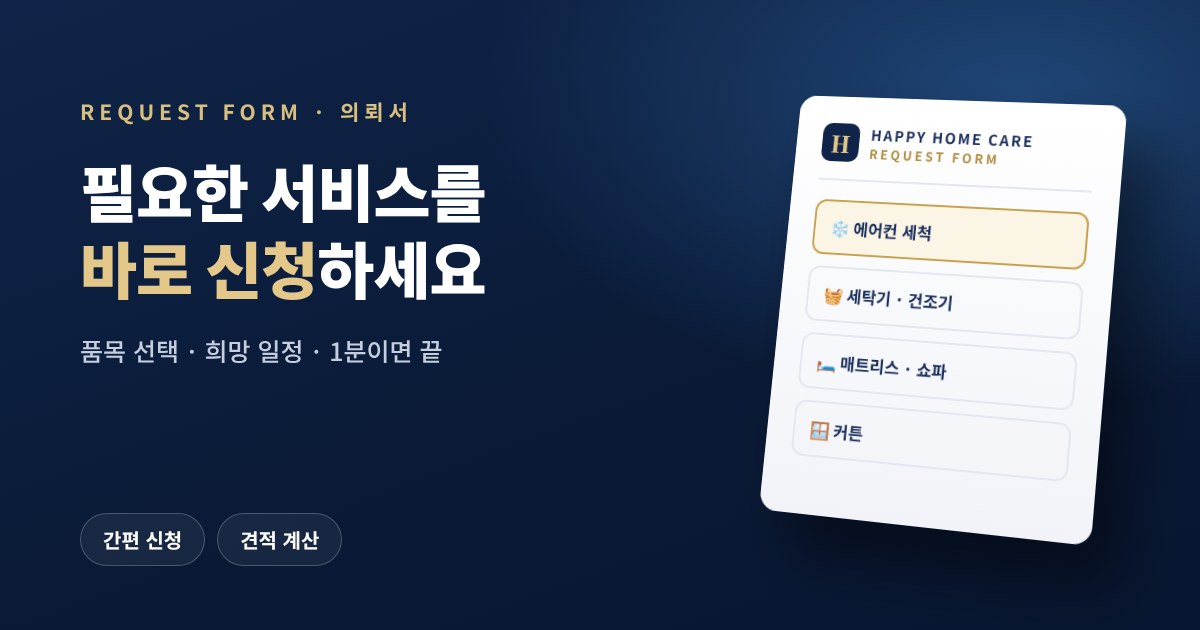 REQUEST FORM · 의뢰서
필요한 서비스를
바로 신청하세요
품목 선택 · 희망 일정 · 1분이면 끝
간편 신청
견적 계산
H
HAPPY HOME CARE
REQUEST FORM
에어컨 세척
세탁기 · 건조기
매트리스 · 쇼파
커튼